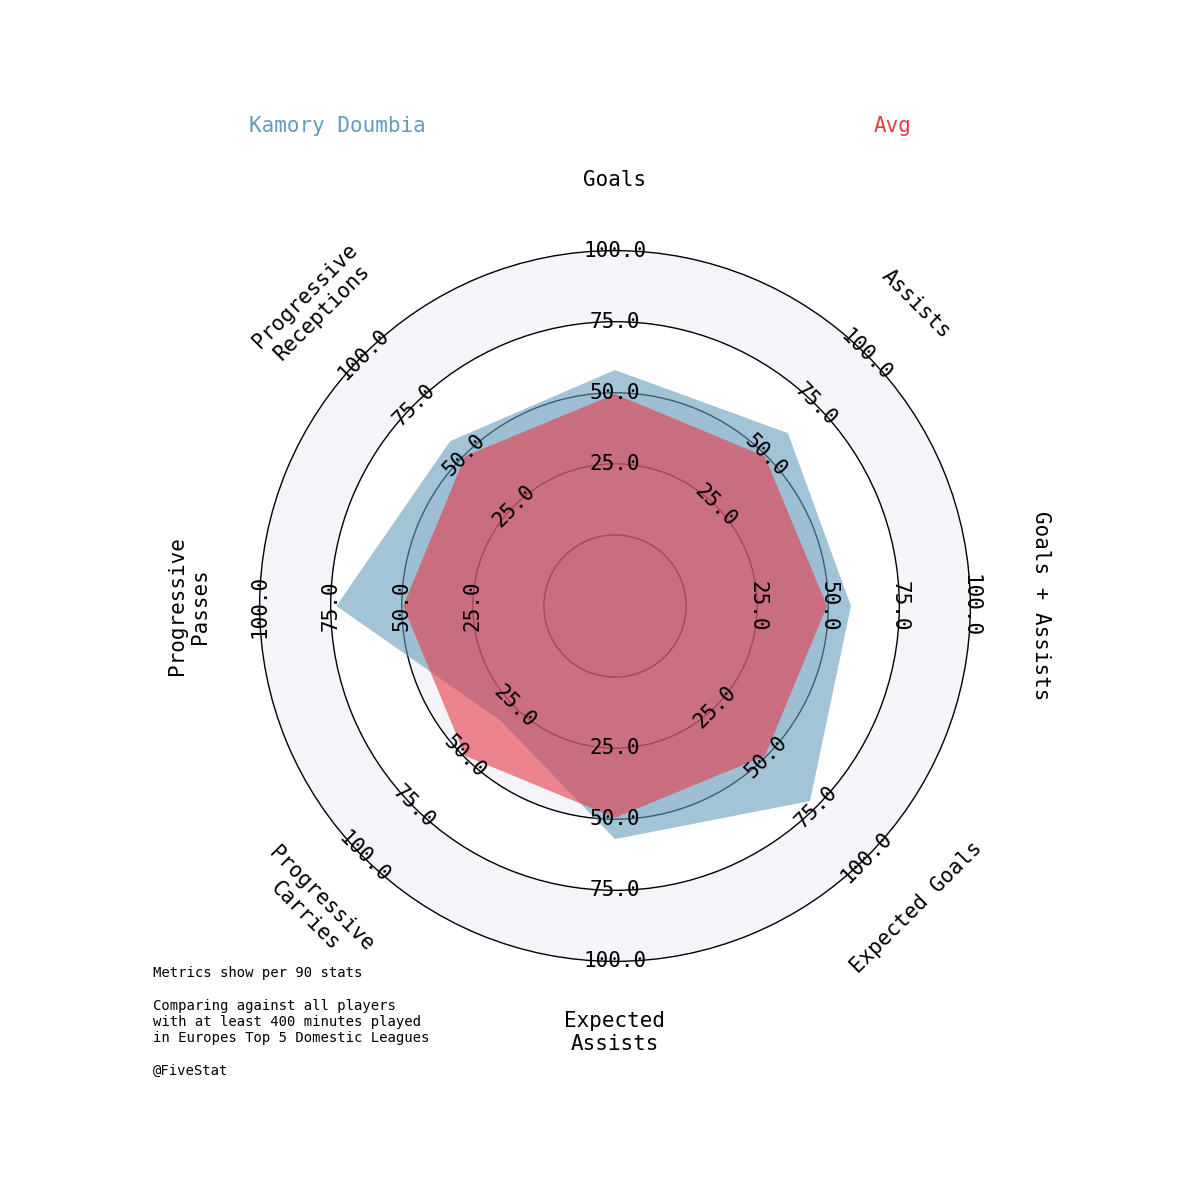 Kamory Doumbia
Avg
Goals
Assists
Goals + Assists
Expected Goals
Expected
Assists
Progressive
Carries
Progressive
Passes
Progressive
Receptions
25.0
50.0
75.0
100.0
25.0
50.0
75.0
100.0
25.0
50.0
75.0
100.0
25.0
50.0
75.0
100.0
25.0
50.0
75.0
100.0
25.0
50.0
75.0
100.0
25.0
50.0
75.0
100.0
25.0
50.0
75.0
100.0
Metrics show per 90 stats
Comparing against all players
with at least 400 minutes played
in Europes Top 5 Domestic Leagues
@FiveStat